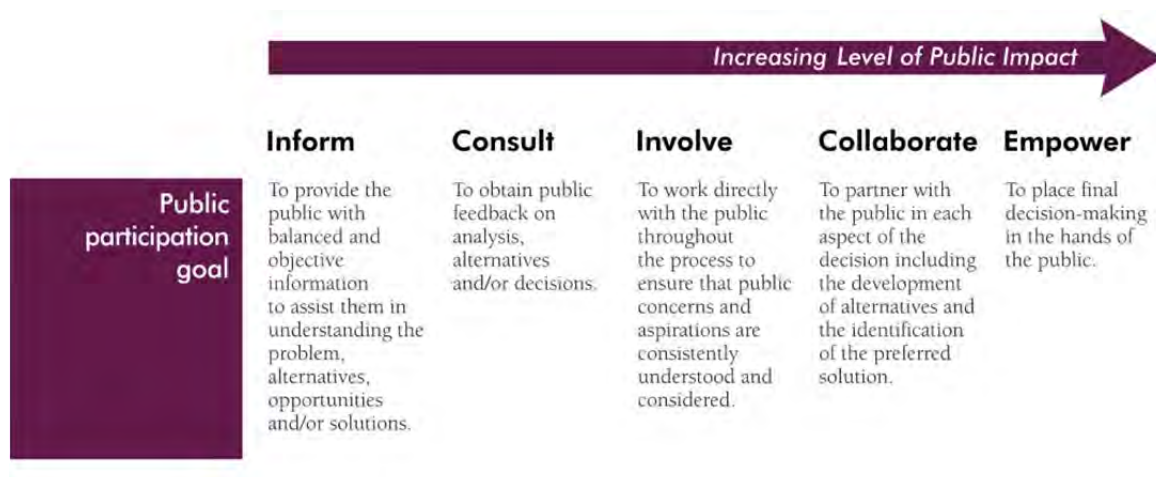 Increasing Level of Public Impact
Inform
Consult
Involve
Collaborate
Empower
Public
participation
goal
To provide the
public with
balanced and
objective
information
to assist them in
understanding the
problem,
alternatives,
opportunities
and/or solutions.
To obtain public
feedback on
analysis,
alternatives
and/or decisions.
To work directly
with the public
throughout
the process to
ensure that public
concerns and
aspirations are
consistently
understood and
considered.
To partner with
the public in each
aspect of the
decision including
the development
of alternatives and
the identification
of the preferred
solution.
To place final
decision-making
in the hands of
the public.